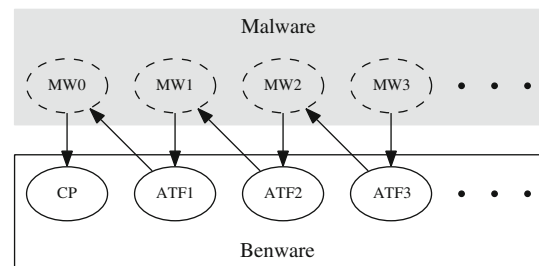 Malware
MW0 MW1 MW2 MW3 • • •
CP ATF1 ATF2 ATF3 • • •
Benware